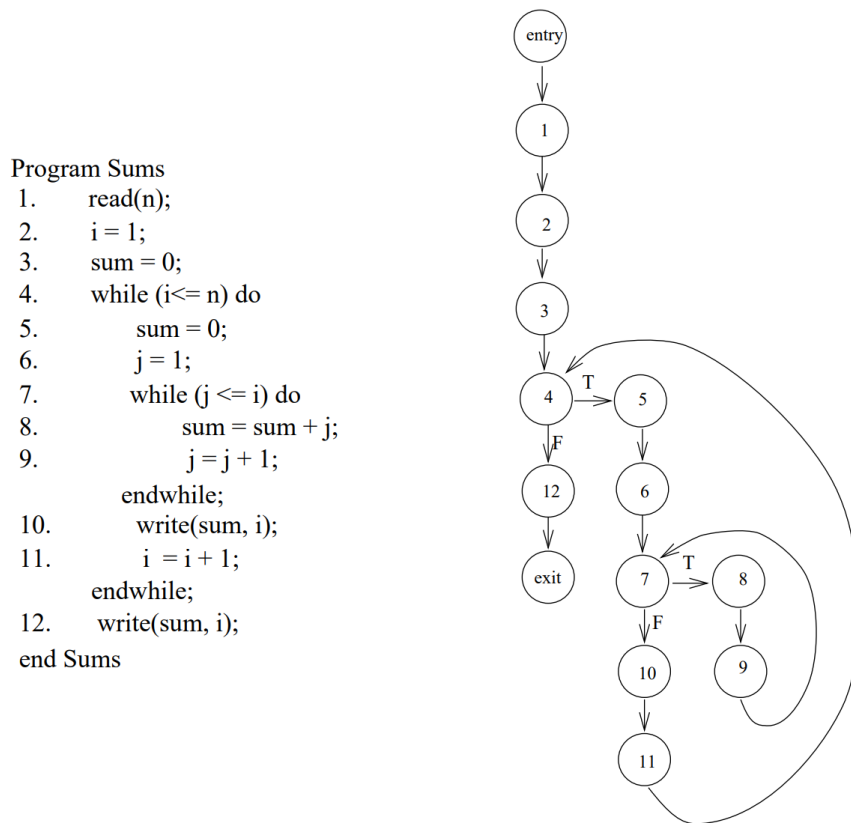 Program Sums
1. read(n);
2. i = 1;
3. sum = 0;
4. while (i<= n) do
5. sum = 0;
6. j = 1;
7. while (j <= i) do
8. sum = sum + j;
9. j = j + 1;
endwhile;
10. write(sum, i);
11. i = i + 1;
endwhile;
12. write(sum, i);
end Sums
entry
1
2
3
4 T 5
F
12 6
exit 7 T 8
F
10 9
11